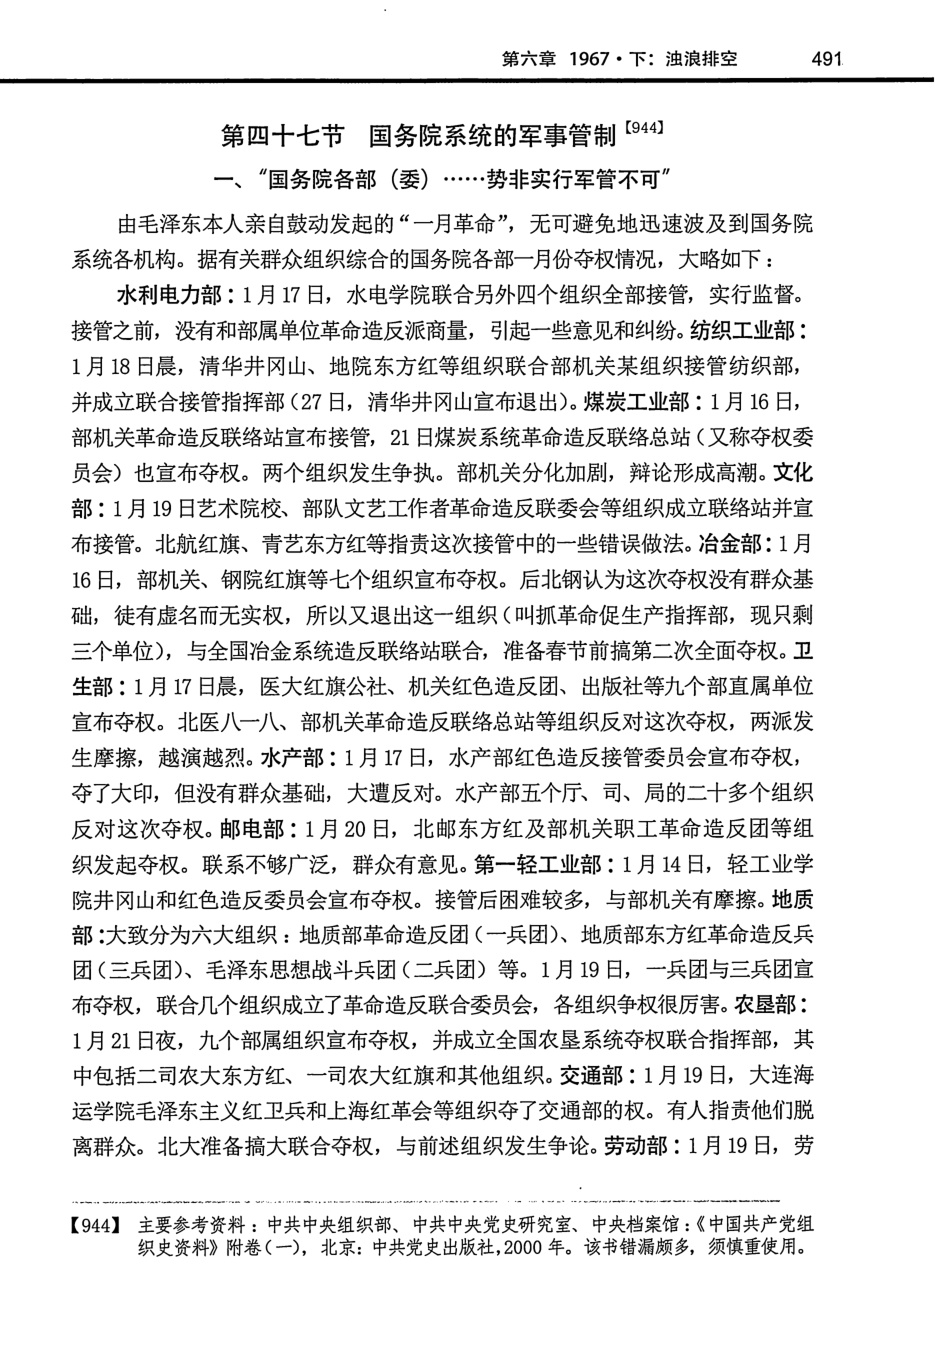 第六章 1967·下：浊浪排空 491
第四十七节 国务院系统的军事管制【944】
一、“国务院各部（委）……势非实行军管不可”
由毛泽东本人亲自鼓动发起的“一月革命”，无可避免地迅速波及到国务院
系统各机构。据有关群众组织综合的国务院各部一月份夺权情况，大略如下：
水利电力部：1月17日，水电学院联合另外四个组织全部接管，实行监督。
接管之前，没有和部属单位革命造反派商量，引起一些意见和纠纷。纺织工业部：
1月18日晨，清华井冈山、地院东方红等组织联合部机关某组织接管纺织部，
并成立联合接管指挥部（27日，清华井冈山宣布退出）。煤炭工业部：1月16日，
部机关革命造反联络站宣布接管，21日煤炭系统革命造反联络总站（又称夺权委
员会）也宣布夺权。两个组织发生争执。部机关分化加剧，辩论形成高潮。文化
部：1月19日艺术院校、部队文艺工作者革命造反联委会等组织成立联络站并宣
布接管。北航红旗、青艺东方红等指责这次接管中的一些错误做法。冶金部：1月
16日，部机关、钢院红旗等七个组织宣布夺权。后北钢认为这次夺权没有群众基
础，徒有虚名而无实权，所以又退出这一组织（叫抓革命促生产指挥部，现只剩
三个单位），与全国冶金系统造反联络站联合，准备春节前搞第二次全面夺权。卫
生部：1月17日晨，医大红旗公社、机关红色造反团、出版社等九个部直属单位
宣布夺权。北医八一八、部机关革命造反联络总站等组织反对这次夺权，两派发
生摩擦，越演越烈。水产部：1月17日，水产部红色造反接管委员会宣布夺权，
夺了大印，但没有群众基础，大遭反对。水产部五个厅、司、局的二十多个组织
反对这次夺权。邮电部：1月20日，北邮东方红及部机关职工革命造反团等组
织发起夺权。联系不够广泛，群众有意见。第一轻工业部：1月14日，轻工业学
院井冈山和红色造反委员会宣布夺权。接管后困难较多，与部机关有摩擦。地质
部：大致分为六大组织：地质部革命造反团（一兵团）、地质部东方红革命造反兵
团（三兵团）、毛泽东思想战斗兵团（二兵团）等。1月19日，一兵团与三兵团宣
布夺权，联合几个组织成立了革命造反联合委员会，各组织争权很厉害。农垦部：
1月21日夜，九个部属组织宣布夺权，并成立全国农垦系统夺权联合指挥部，其
中包括二司农大东方红、一司农大红旗和其他组织。交通部：1月19日，大连海
运学院毛泽东主义红卫兵和上海红革会等组织夺了交通部的权。有人指责他们脱
离群众。北大准备搞大联合夺权，与前述组织发生争论。劳动部：1月19日，劳
【944】 主要参考资料：中共中央组织部、中共中央党史研究室、中央档案馆：《中国共产党组
织史资料》附卷（一），北京：中共党史出版社，2000年。该书错漏颇多，须慎重使用。